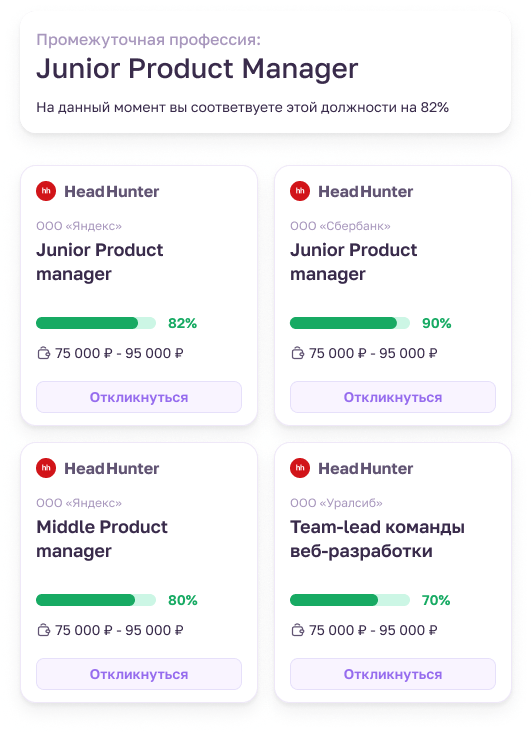 Промежуточная профессия:
Junior Product Manager
На данный момент вы соответвуете этой должности на 82%
hh HeadHunter
ООО «Яндекс»
Junior Product
manager
82%
75 000 ₽ - 95 000 ₽
Откликнуться
hh HeadHunter
ООО «Сбербанк»
Junior Product
manager
90%
75 000 ₽ - 95 000 ₽
Откликнуться
hh HeadHunter
ООО «Яндекс»
Middle Product
manager
80%
75 000 ₽ - 95 000 ₽
Откликнуться
hh HeadHunter
ООО «Уралсиб»
Team-lead команды
веб-разработки
70%
75 000 ₽ - 95 000 ₽
Откликнуться